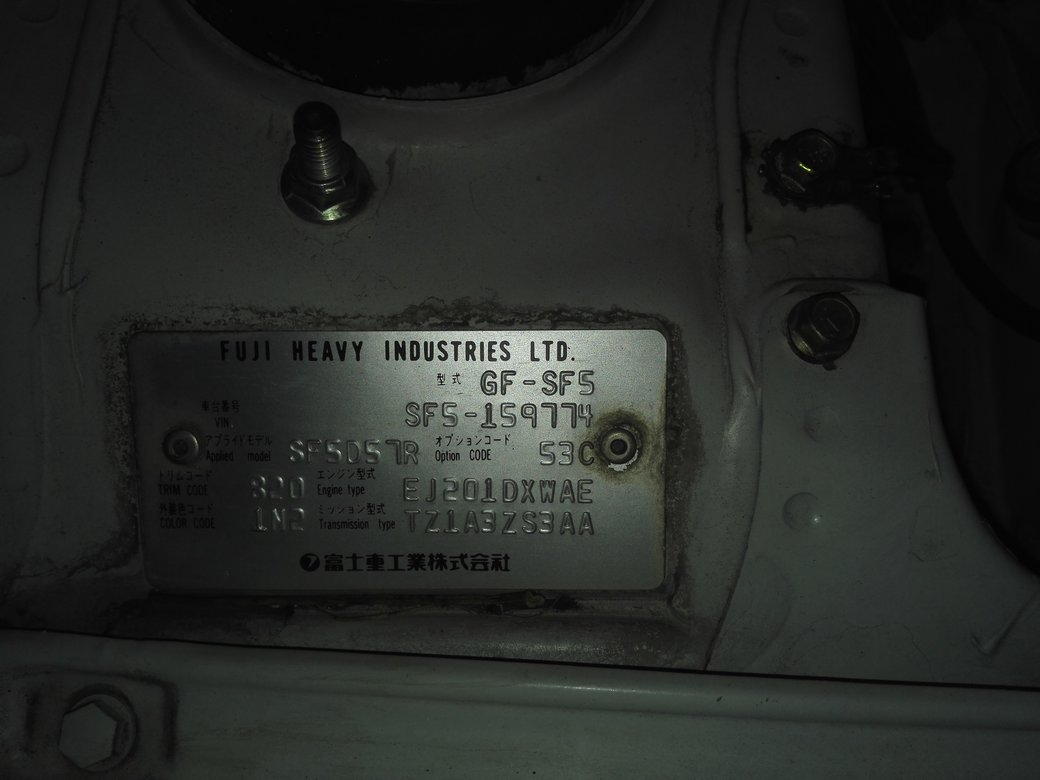 FUJI HEAVY INDUSTRIES LTD.
型式 GF-SF5
車台番号 VIN. SF5-159774
アプライドモデル Applied model SF5D57R オプションコード Option CODE 53C
トリムコード TRIM CODE 820 エンジン型式 Engine type EJ201DXWAE
外装色コード COLOR CODE 1N2 ミッション型式 Transmission type TZ1A3ZS3AA
富士重工業株式会社